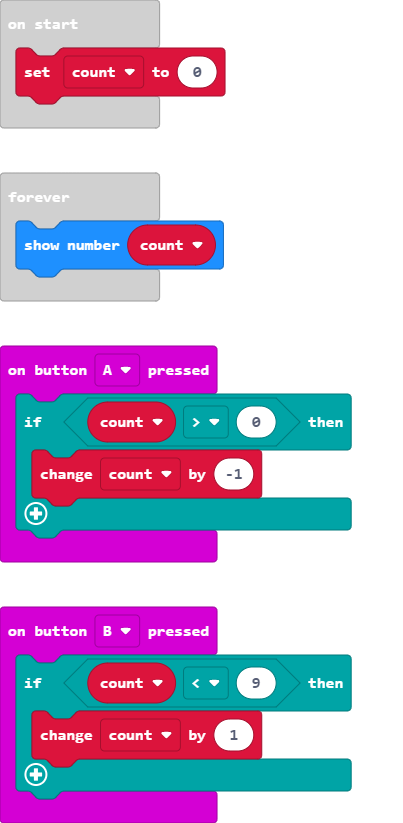 on start
set count to 0
forever
show number count
on button A pressed
if count > 0 then
change count by -1
on button B pressed
if count < 9 then
change count by 1